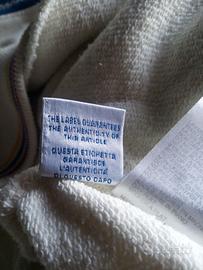 THE LABEL GUARANTEES
THE AUTHENTICITY OF
THIS ARTICLE
QUESTA ETICHETTA
GARANTISCE
L'AUTENTICITÀ
DI QUESTO CAPO